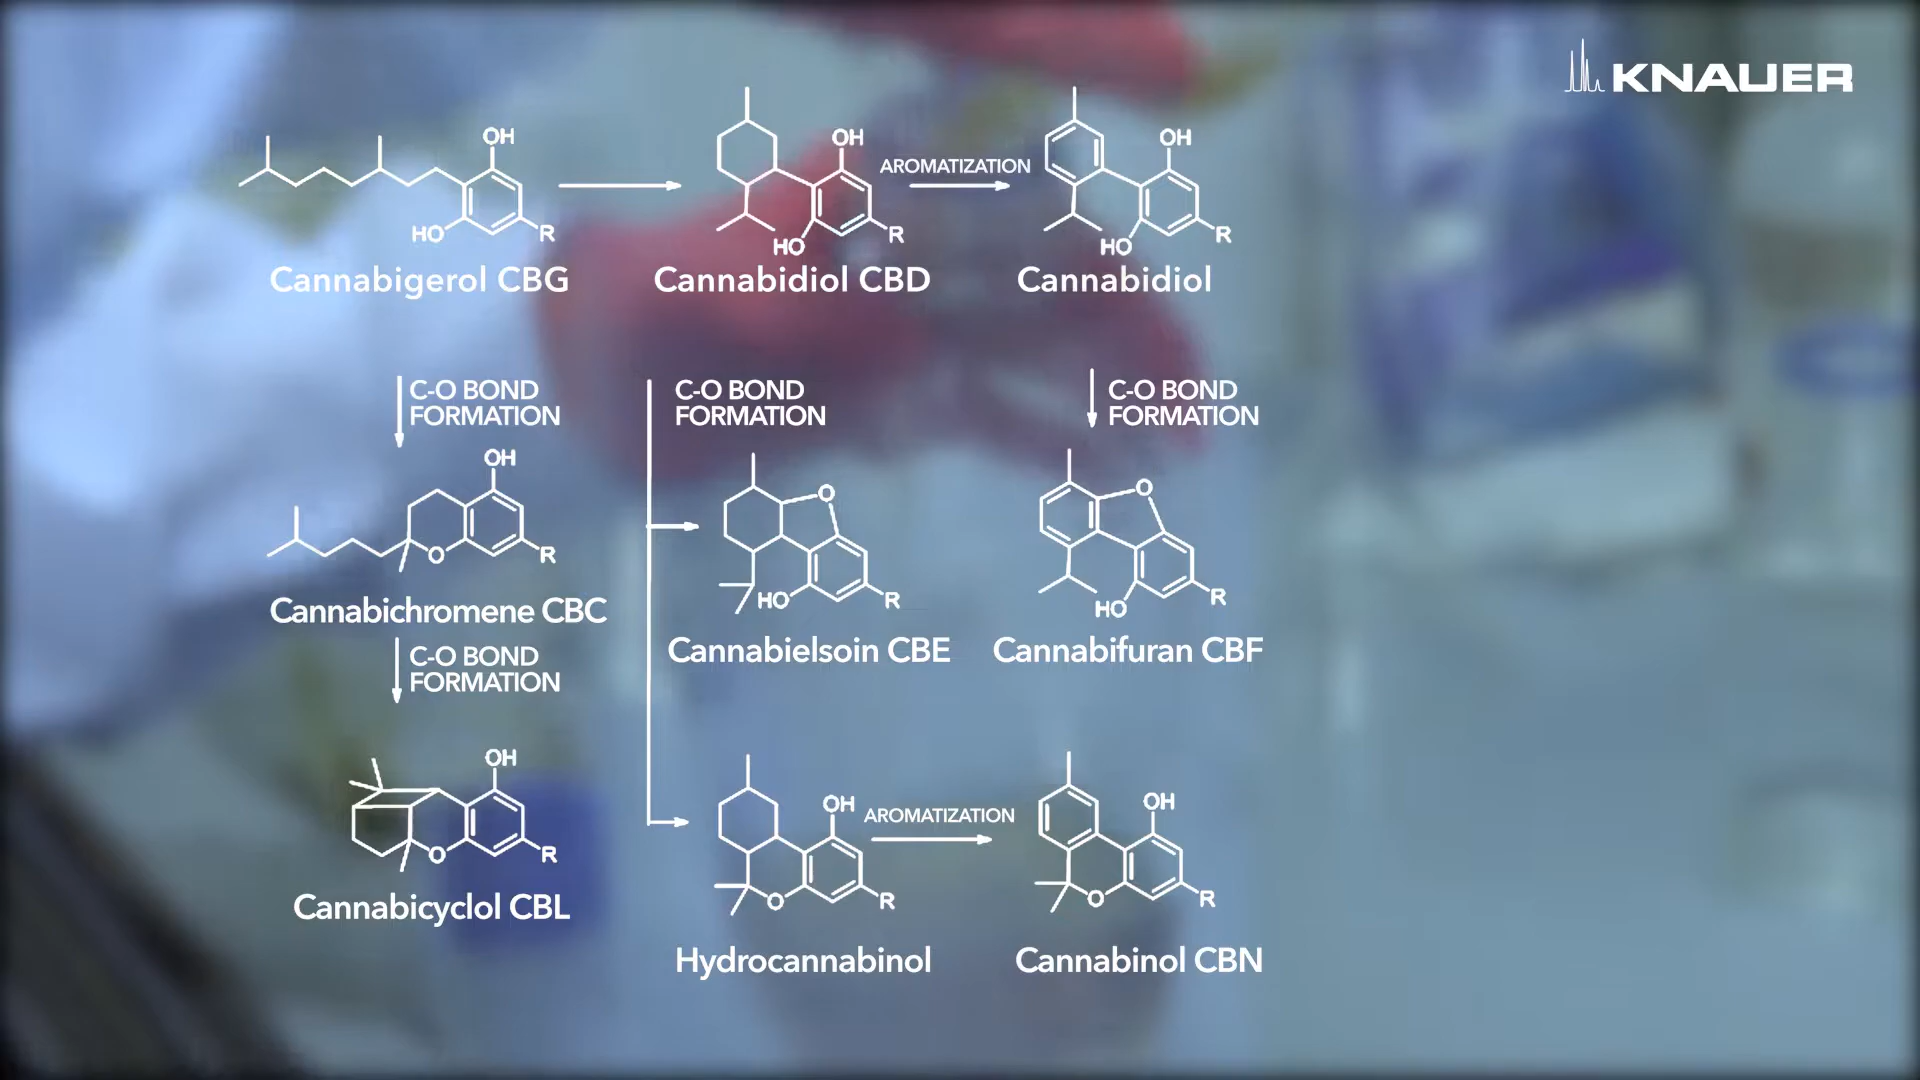 KNAUER
OH
HO
R
Cannabigerol CBG
OH
HO
R
Cannabidiol CBD
AROMATIZATION
OH
HO
R
Cannabidiol
C-O BOND
FORMATION
C-O BOND
FORMATION
C-O BOND
FORMATION
OH
O
R
Cannabichromene CBC
O
HO
R
Cannabielsoin CBE
O
HO
R
Cannabifuran CBF
C-O BOND
FORMATION
OH
O
R
Cannabicyclol CBL
OH
O
R
Hydrocannabinol
AROMATIZATION
OH
O
R
Cannabinol CBN